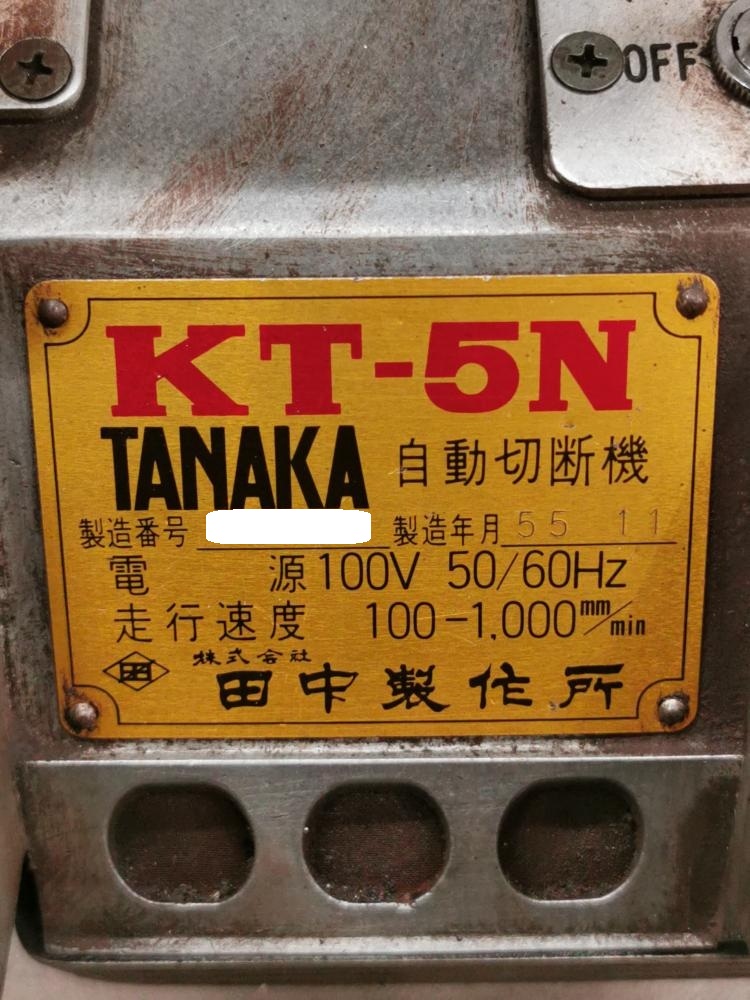 OFF
KT-5N
TANAKA 自動切断機
製造番号 製造年月 55 11
電 源 100V 50/60Hz
走行速度 100-1,000mm/min
田 株式会社 田中製作所